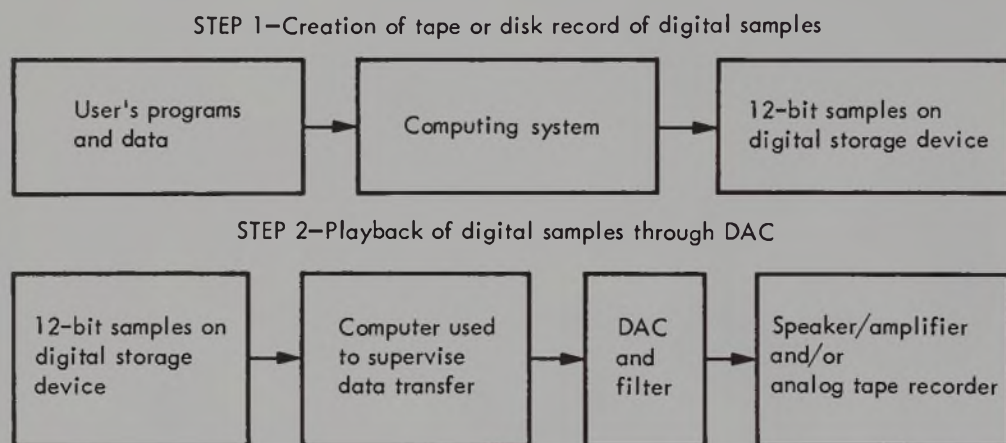 STEP 1—Creation of tape or disk record of digital samples
User's programs
and data
Computing system
12-bit samples on
digital storage device
STEP 2—Playback of digital samples through DAC
12-bit samples on
digital storage
device
Computer used
to supervise
data transfer
DAC
and
filter
Speaker/amplifier
and/or
analog tape recorder